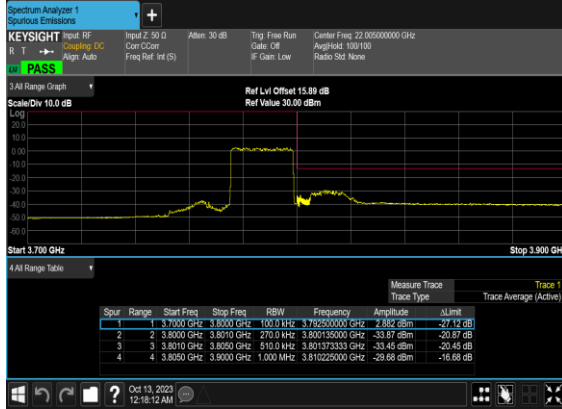 Spectrum Analyzer 1
Spurious Emissions
KEYSIGHT Input: RF Input Z: 50 Ω Atten: 30 dB Trig: Free Run Center Freq: 22.005000000 GHz
R T Coupling: DC Corr CCorr Gate: Off Avg|Hold: 100/100
Align: Auto Freq Ref: Int (S) IF Gain: Low Radio Std: None
PASS
3 All Range Graph
Ref Lvl Offset 15.89 dB
Scale/Div 10.0 dB Ref Value 30.00 dBm
Log
20.0
10.0
0.00
-10.0
-20.0
-30.0
-40.0
-50.0
-60.0
Start 3.700 GHz Stop 3.900 GH
4 All Range Table
Measure Trace Trace 1
Trace Type Trace Average (Active)
Spur Range Start Freq Stop Freq RBW Frequency Amplitude ΔLimit
1 1 3.7000 GHz 3.8000 GHz 100.0 kHz 3.792500000 GHz 2.882 dBm -27.12 dB
2 2 3.8000 GHz 3.8010 GHz 270.0 kHz 3.800135000 GHz -33.87 dBm -20.87 dB
3 3 3.8010 GHz 3.8050 GHz 510.0 kHz 3.801373333 GHz -33.45 dBm -20.45 dB
4 4 3.8050 GHz 3.9000 GHz 1.000 MHz 3.810225000 GHz -29.68 dBm -16.68 dB
Oct 13, 2023
12:18:12 AM